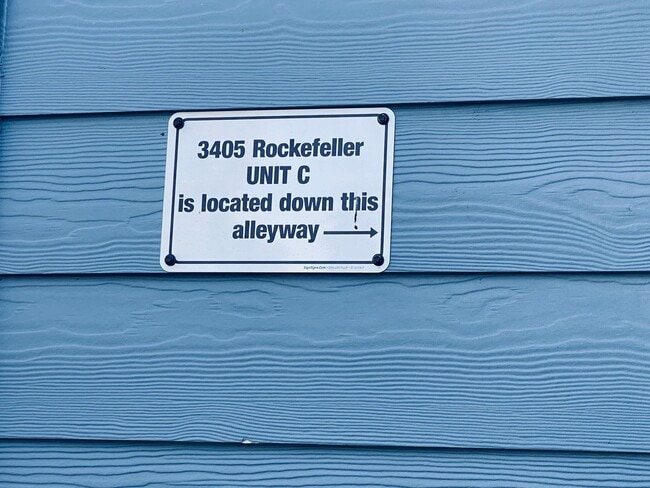 3405 Rockefeller
UNIT C
is located down this
alleyway →